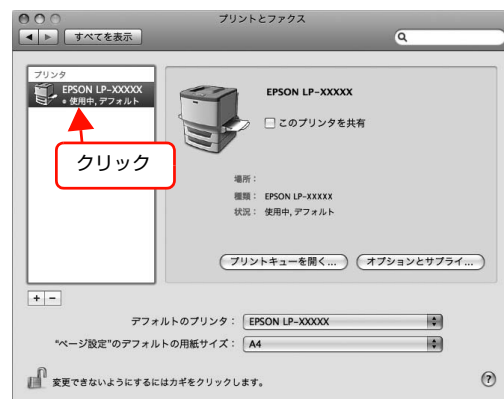 プリントとファクス
すべてを表示
プリンタ
EPSON LP-XXXXX
使用中, デフォルト
クリック
EPSON LP-XXXXX
このプリンタを共有
場所：
種類： EPSON LP-XXXXX
状況： 使用中, デフォルト
プリントキューを開く...
オプションとサプライ...
+ −
デフォルトのプリンタ： EPSON LP-XXXXX
“ページ設定”のデフォルトの用紙サイズ： A4
変更できないようにするにはカギをクリックします。
?